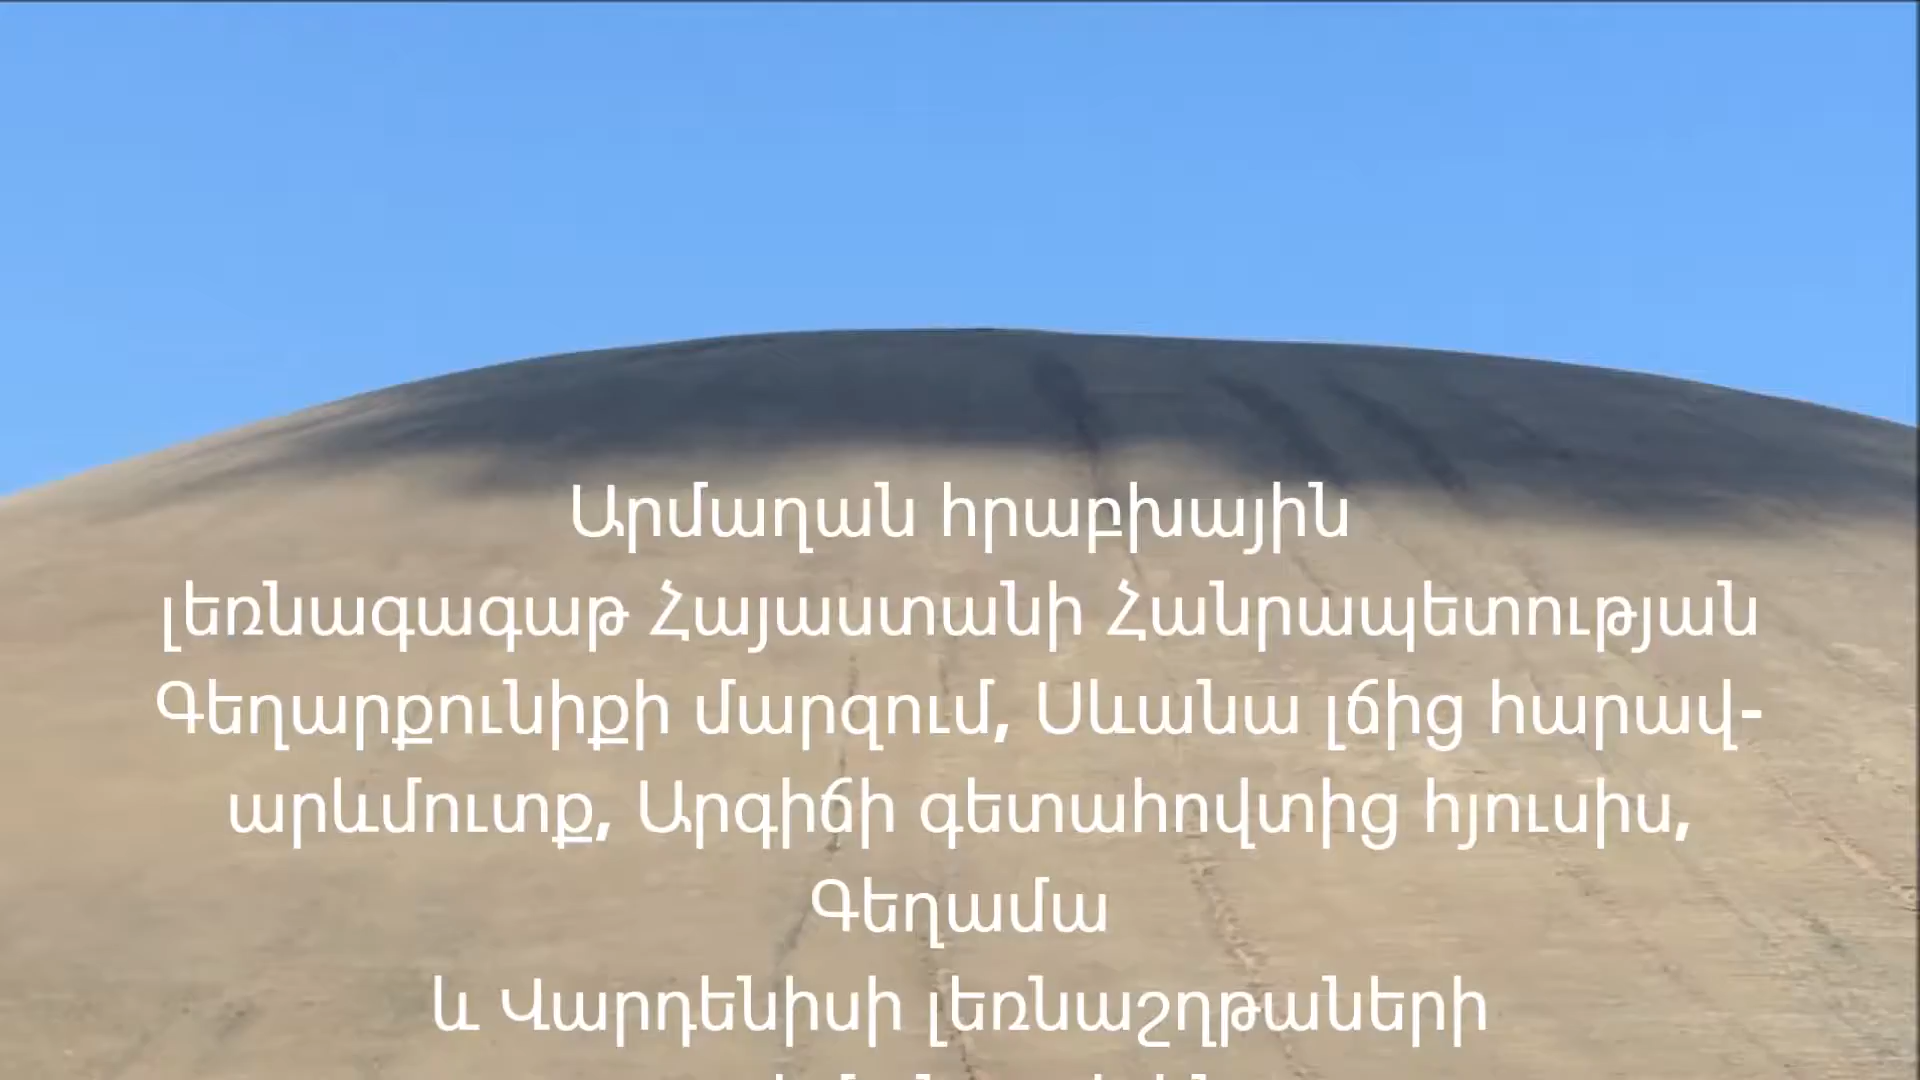 Արմաղան հրաբխային
լեռնագագաթ Հայաստանի Հանրապետության
Գեղարքունիքի մարզում, Սևանա լճից հարավ-
արևմուտք, Արգիճի գետահովտից հյուսիս,
Գեղամա
և Վարդենիսի լեռնաշղթաների